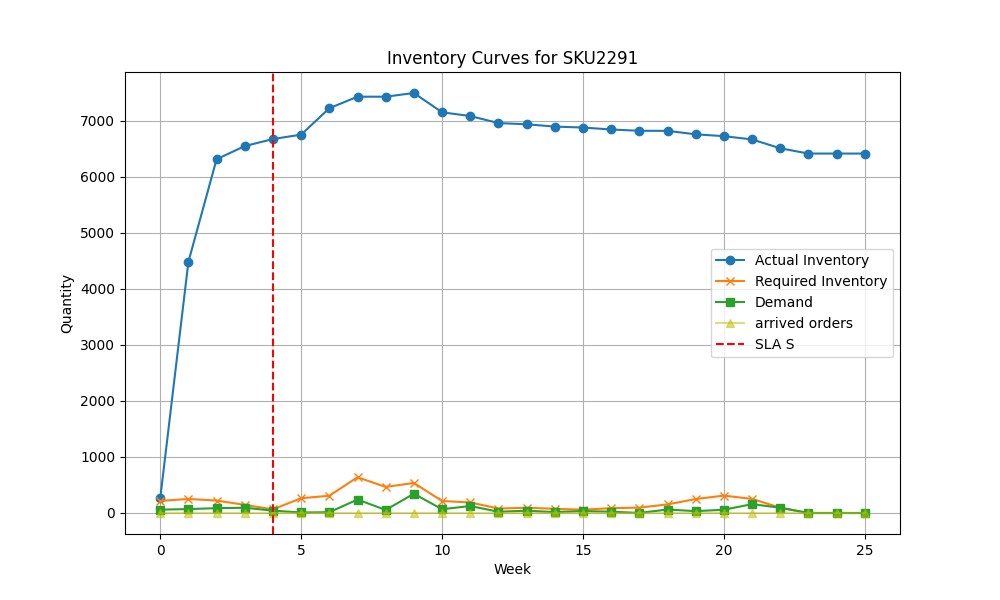 Inventory Curves for SKU2291
Quantity
7000
6000
5000
4000
3000
2000
1000
0
Actual Inventory
Required Inventory
Demand
arrived orders
SLA S
0 5 10 15 20 25
Week